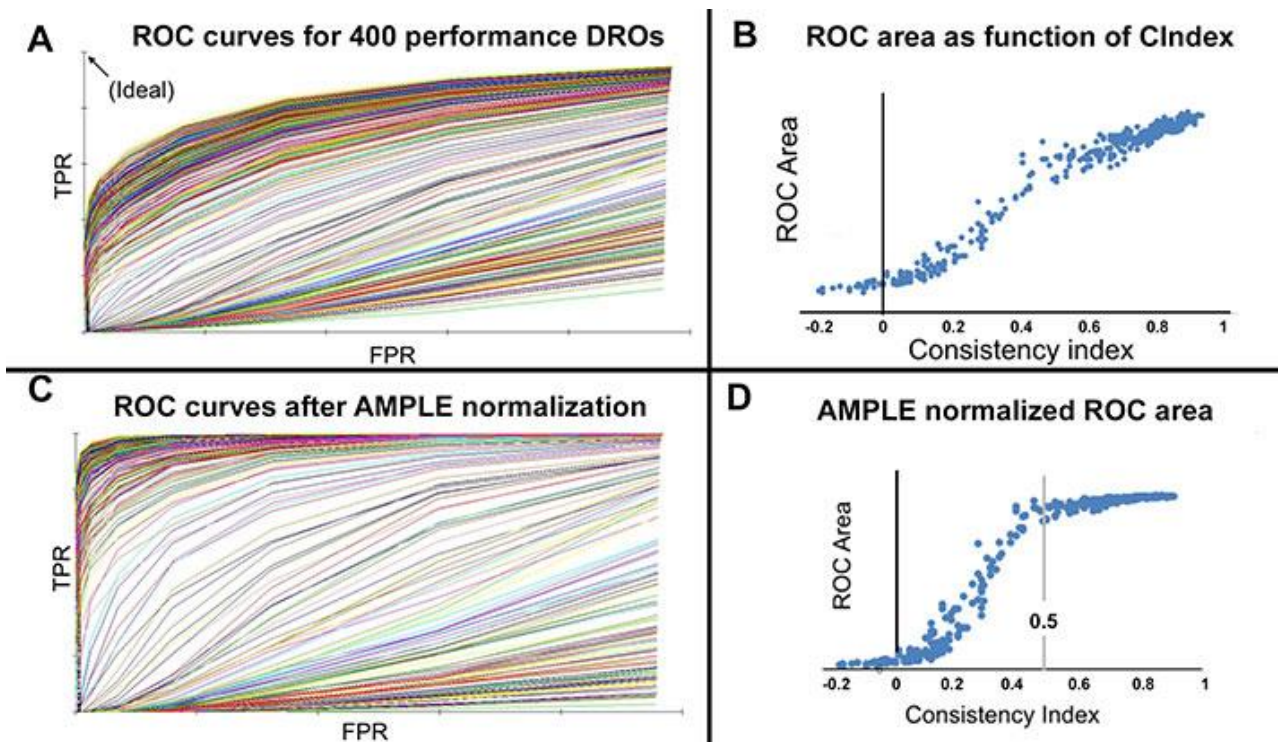 A
ROC curves for 400 performance DROs
(Ideal)
TPR
FPR
B
ROC area as function of CIndex
ROC Area
-0.2 0 0.2 0.4 0.6 0.8 1
Consistency index
C
ROC curves after AMPLE normalization
TPR
FPR
D
AMPLE normalized ROC area
ROC Area
0.5
-0.2 0 0.2 0.4 0.6 0.8 1
Consistency Index